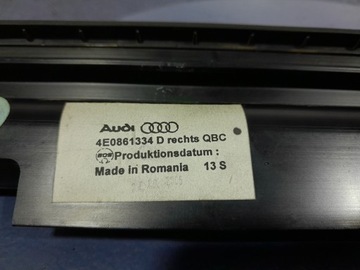 Audi
4E0861334 D rechts QBC
Produktionsdatum :
Made in Romania 13 S